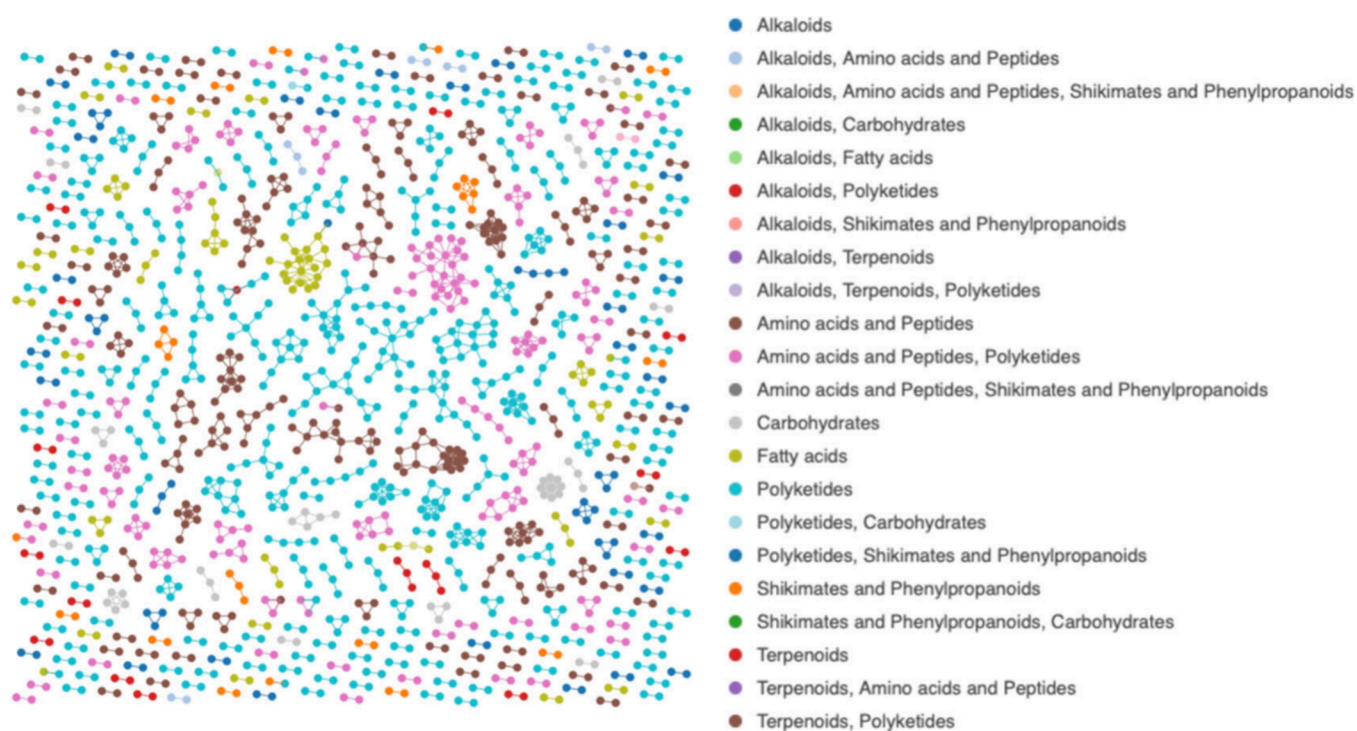 Alkaloids
Alkaloids, Amino acids and Peptides
Alkaloids, Amino acids and Peptides, Shikimates and Phenylpropanoids
Alkaloids, Carbohydrates
Alkaloids, Fatty acids
Alkaloids, Polyketides
Alkaloids, Shikimates and Phenylpropanoids
Alkaloids, Terpenoids
Alkaloids, Terpenoids, Polyketides
Amino acids and Peptides
Amino acids and Peptides, Polyketides
Amino acids and Peptides, Shikimates and Phenylpropanoids
Carbohydrates
Fatty acids
Polyketides
Polyketides, Carbohydrates
Polyketides, Shikimates and Phenylpropanoids
Shikimates and Phenylpropanoids
Shikimates and Phenylpropanoids, Carbohydrates
Terpenoids
Terpenoids, Amino acids and Peptides
Terpenoids, Polyketides